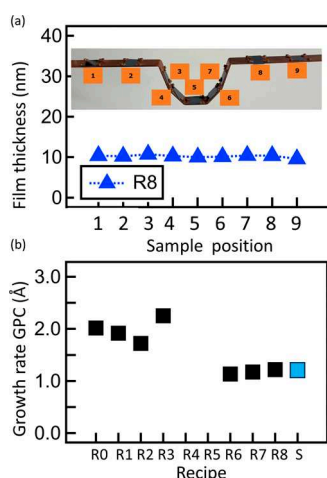 (a)
40
30
20
10
0
Film thickness (nm)
1 2 3 4 5 6 7 8 9
R8
1 2 3 4 5 6 7 8 9
Sample position
(b)
3.0
2.0
1.0
0.0
Growth rate GPC (Å)
R0 R1 R2 R3 R4 R5 R6 R7 R8 S
Recipe